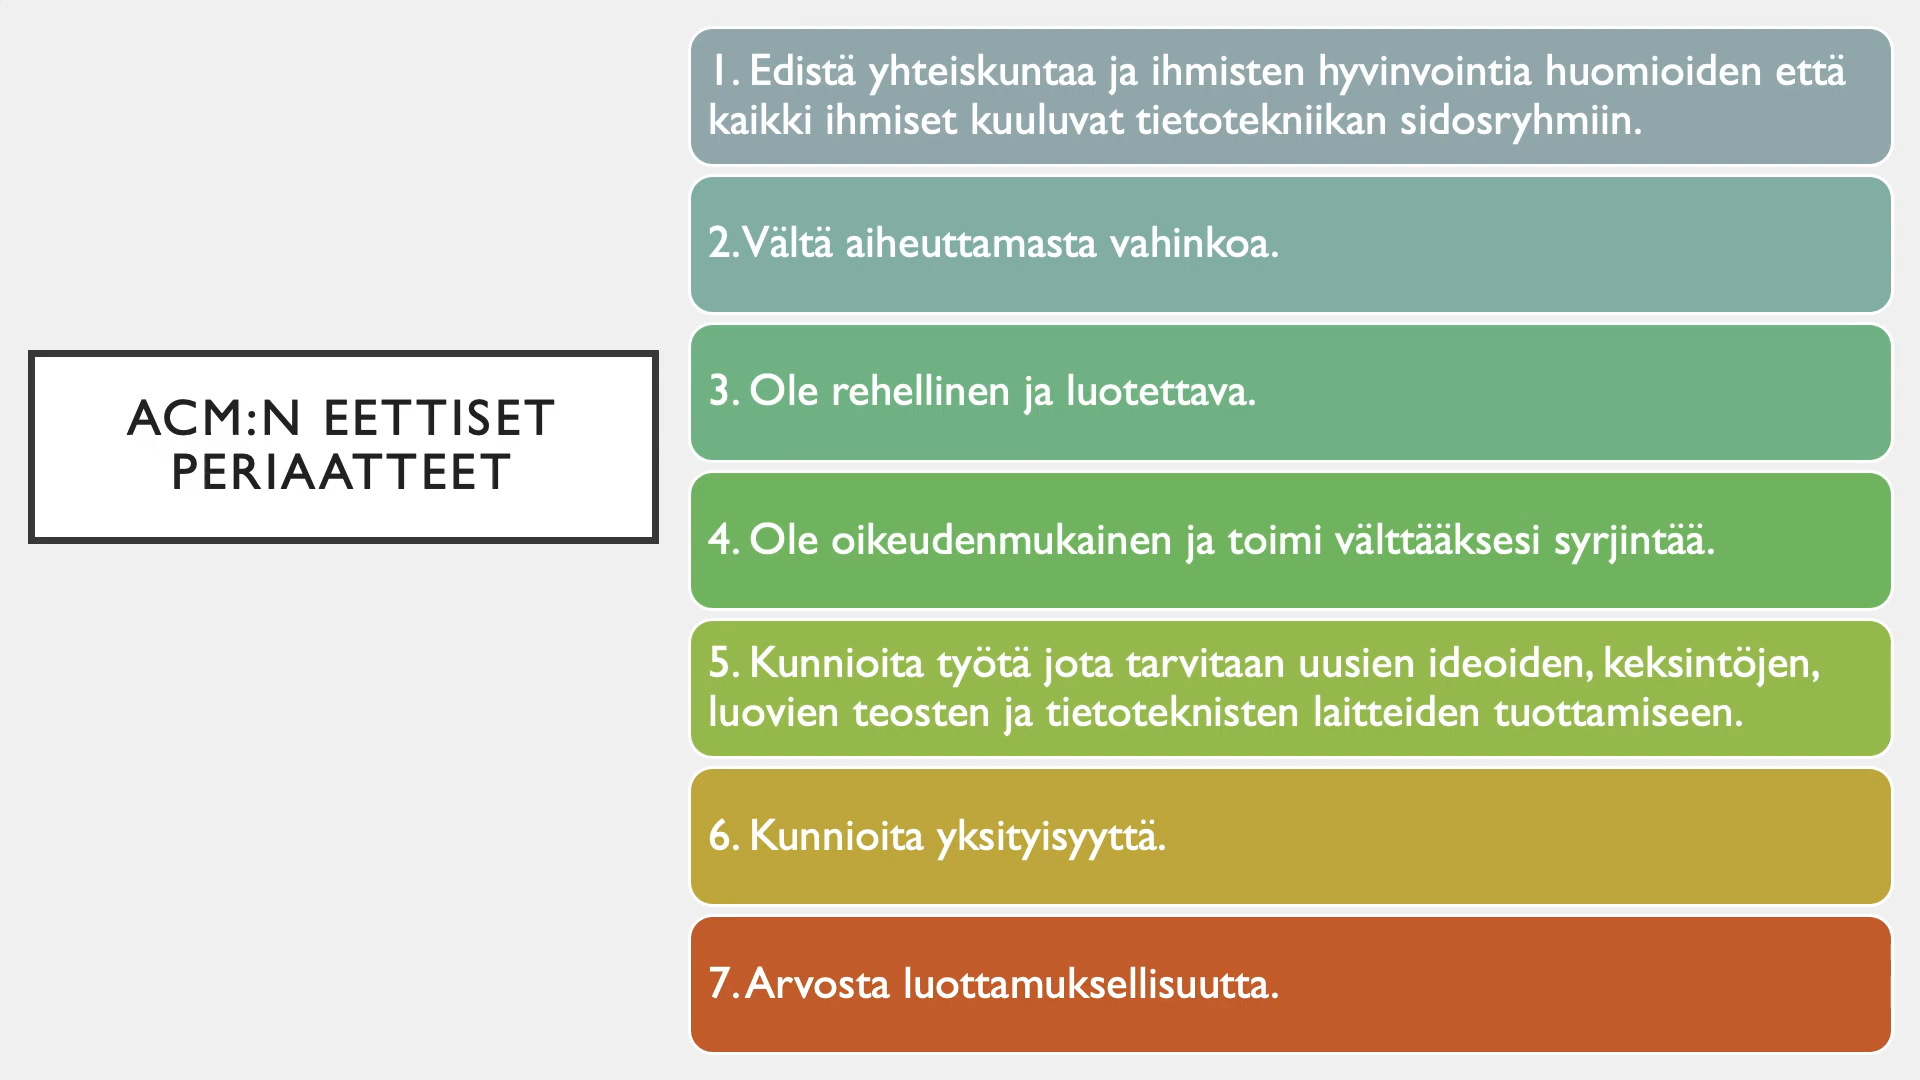 ACM:N EETTISET
PERIAATTEET
1. Edistä yhteiskuntaa ja ihmisten hyvinvointia huomioiden että
kaikki ihmiset kuuluvat tietotekniikan sidosryhmiin.
2. Vältä aiheuttamasta vahinkoa.
3. Ole rehellinen ja luotettava.
4. Ole oikeudenmukainen ja toimi välttääksesi syrjintää.
5. Kunnioita työtä jota tarvitaan uusien ideoiden, keksintöjen,
luovien teosten ja tietoteknisten laitteiden tuottamiseen.
6. Kunnioita yksityisyyttä.
7. Arvosta luottamuksellisuutta.